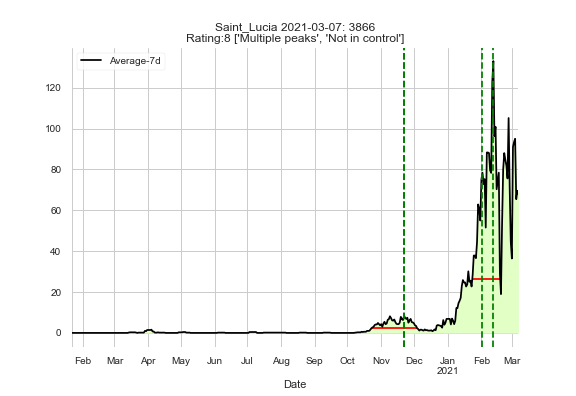 Saint_Lucia 2021-03-07: 3866
Rating:8 ['Multiple peaks', 'Not in control']
Average-7d
120
100
80
60
40
20
0
Feb Mar Apr May Jun Jul Aug Sep Oct Nov Dec Jan Feb Mar
2021
Date